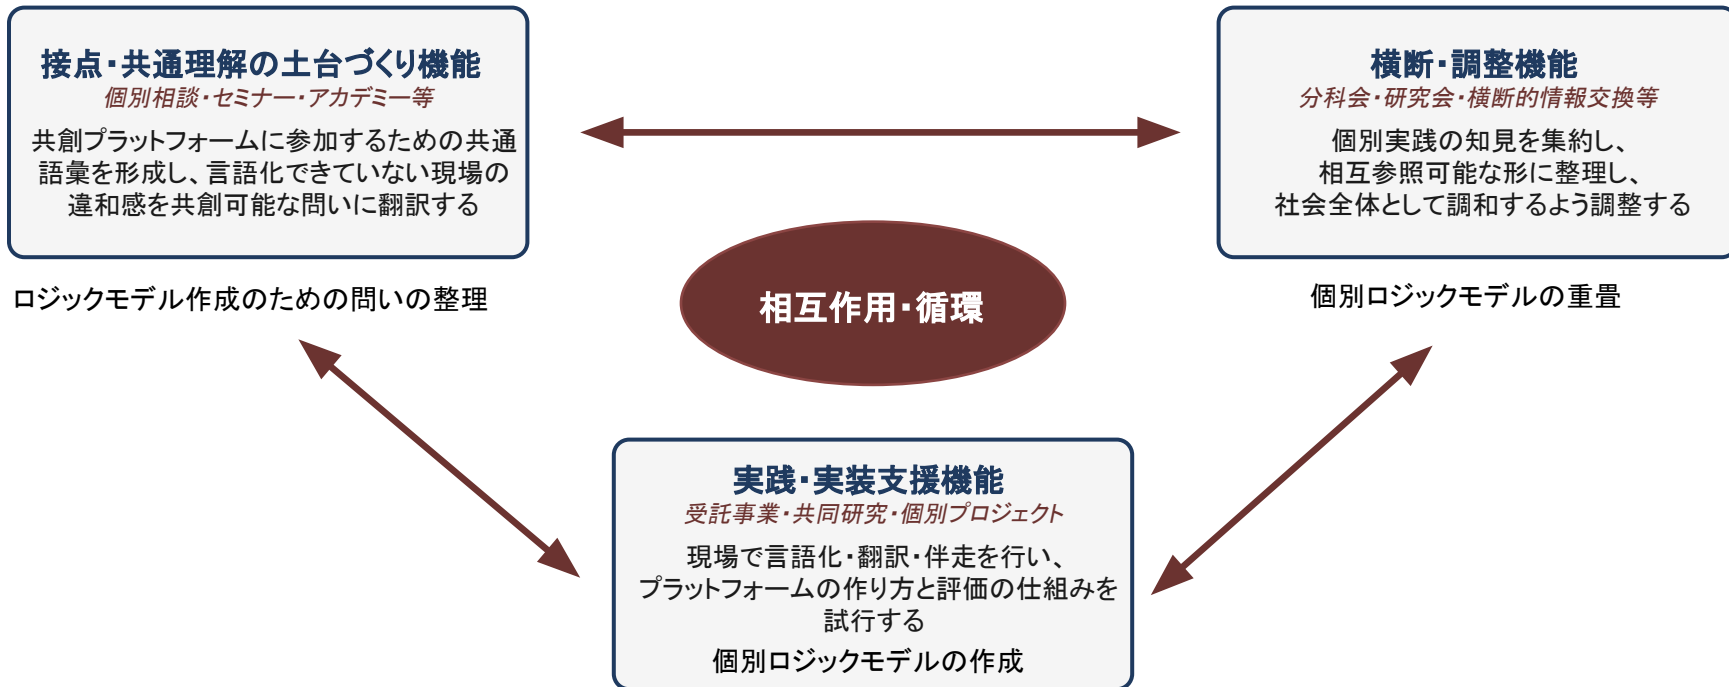 接点・共通理解の土台づくり機能
個別相談・セミナー・アカデミー等
共創プラットフォームに参加するための共通
語彙を形成し、言語化できていない現場の
違和感を共創可能な問いに翻訳する
ロジックモデル作成のための問いの整理
横断・調整機能
分科会・研究会・横断的情報交換等
個別実践の知見を集約し、
相互参照可能な形に整理し、
社会全体として調和するよう調整する
個別ロジックモデルの重畳
相互作用・循環
実践・実装支援機能
受託事業・共同研究・個別プロジェクト
現場で言語化・翻訳・伴走を行い、
プラットフォームの作り方と評価の仕組みを
試行する
個別ロジックモデルの作成